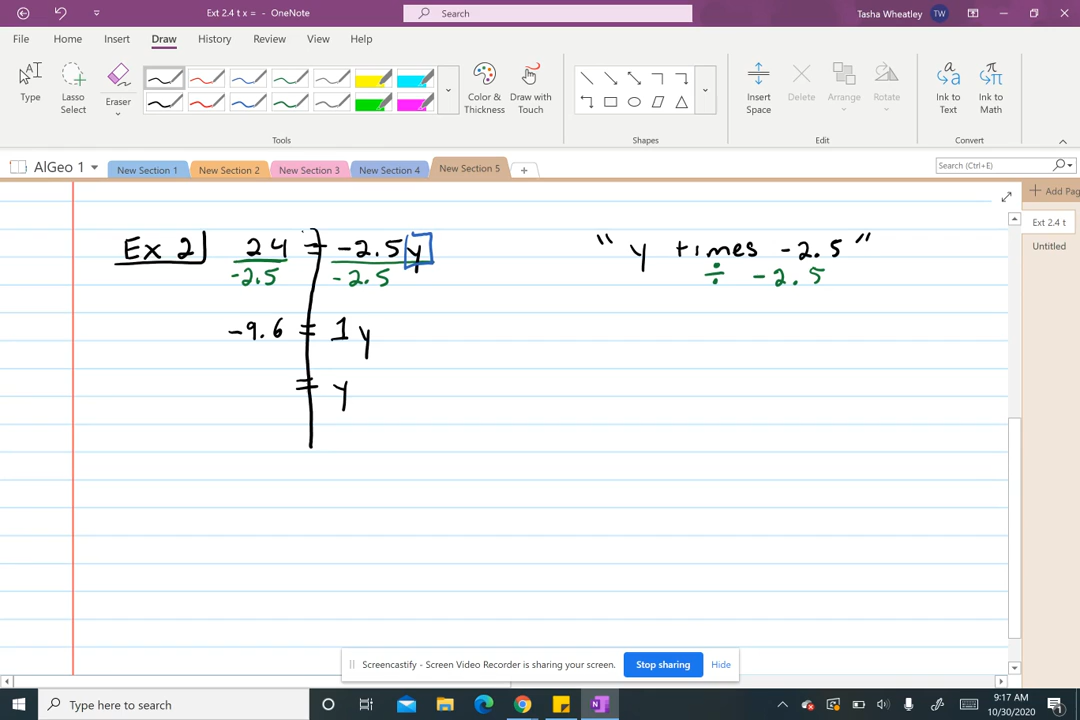 Ext 2.4 t x = - OneNote
Search
Tasha Wheatley TW
File Home Insert Draw History Review View Help
Type
Lasso Select
Eraser
Color & Thickness
Draw with Touch
Insert Space
Delete
Arrange
Rotate
Ink to Text
Ink to Math
Tools Shapes Edit Convert
AlGeo 1 New Section 1 New Section 2 New Section 3 New Section 4 New Section 5
Search (Ctrl+E)
Add Pag
Ext 2.4 t
Untitled
Ex 2 24 = -2.5 y "y times -2.5"
-2.5 -2.5 ÷ -2.5
-9.6 = 1y
= y
Screencastify - Screen Video Recorder is sharing your screen. Stop sharing Hide
Type here to search
9:17 AM
10/30/2020